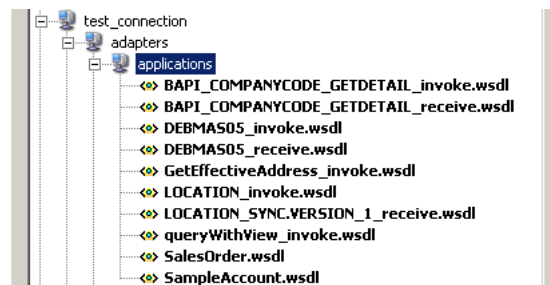 test_connection
adapters
applications
BAPI_COMPANYCODE_GETDETAIL_invoke.wsdl
BAPI_COMPANYCODE_GETDETAIL_receive.wsdl
DEBMAS05_invoke.wsdl
DEBMAS05_receive.wsdl
GetEffectiveAddress_invoke.wsdl
LOCATION_invoke.wsdl
LOCATION_SYNC.VERSION_1_receive.wsdl
queryWithView_invoke.wsdl
SalesOrder.wsdl
SampleAccount.wsdl